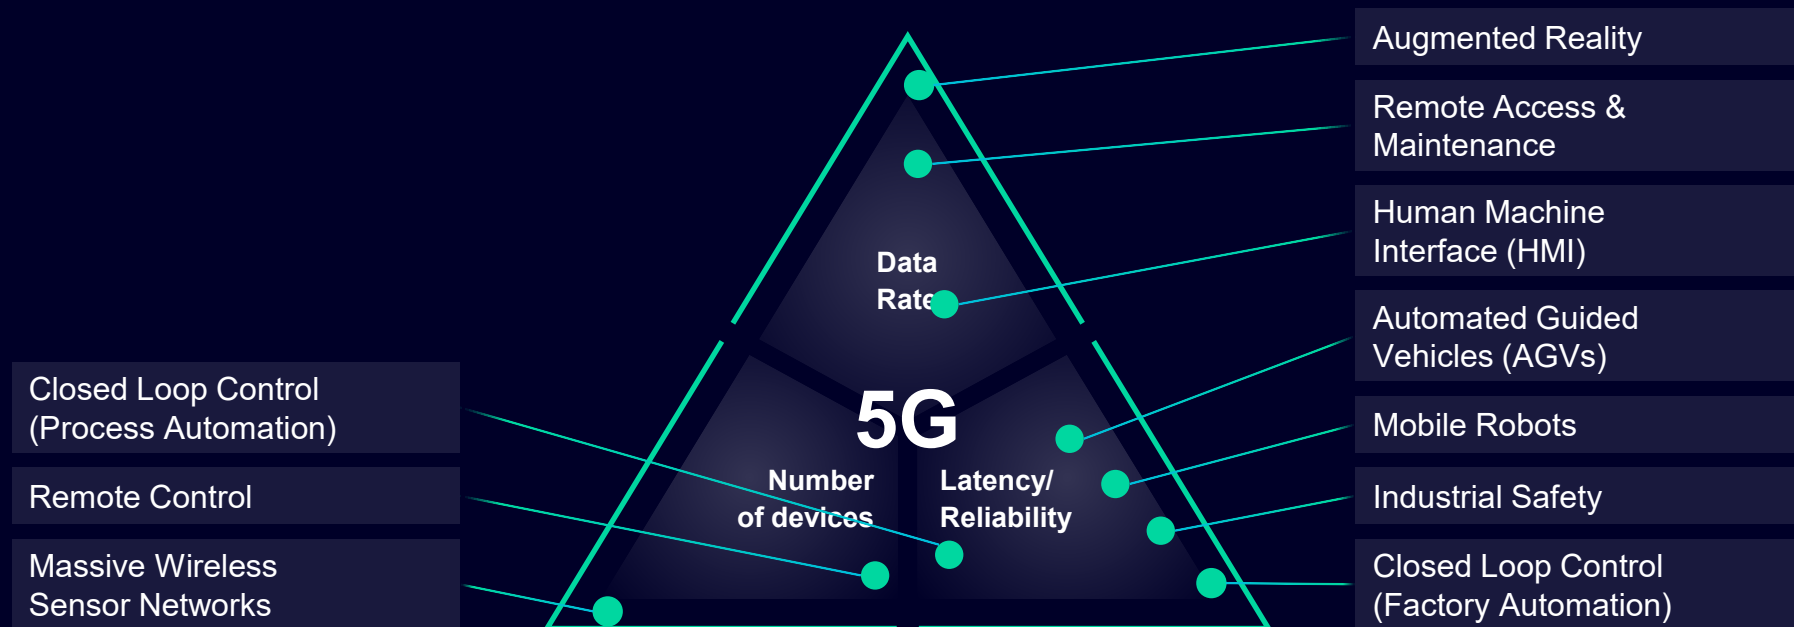 Augmented Reality
Remote Access &
Maintenance
Human Machine
Interface (HMI)
Automated Guided
Vehicles (AGVs)
Mobile Robots
Industrial Safety
Closed Loop Control
(Factory Automation)
Data
Rate
5G
Number
of devices
Latency/
Reliability
Closed Loop Control
(Process Automation)
Remote Control
Massive Wireless
Sensor Networks